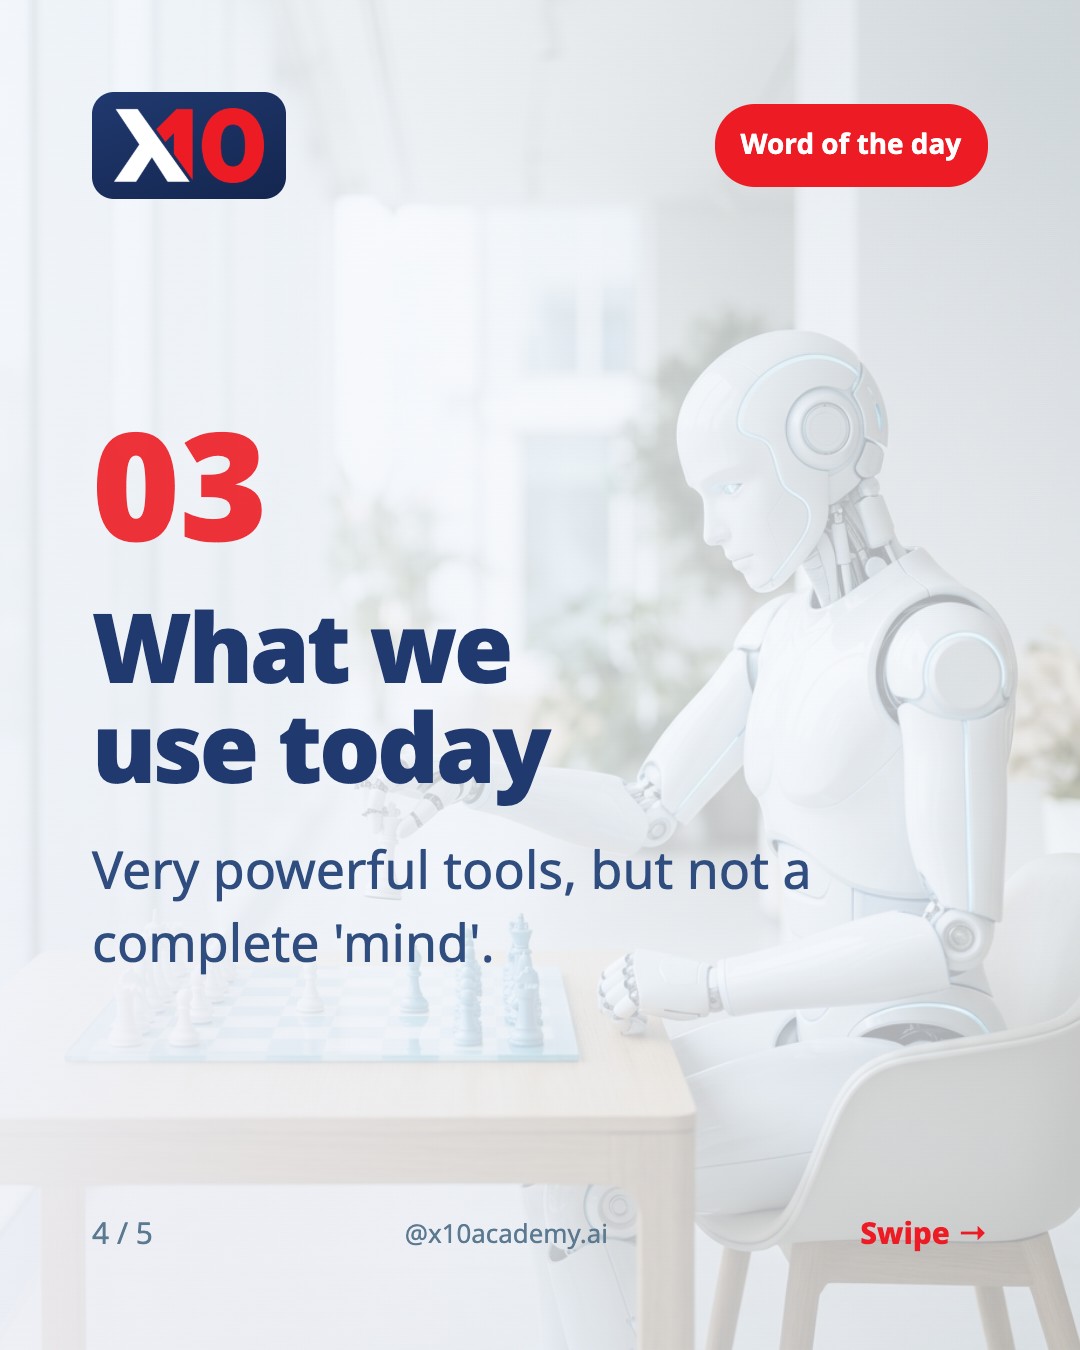 X10
Word of the day
03
What we
use today
Very powerful tools, but not a
complete 'mind'.
4 / 5
@x10academy.ai
Swipe →